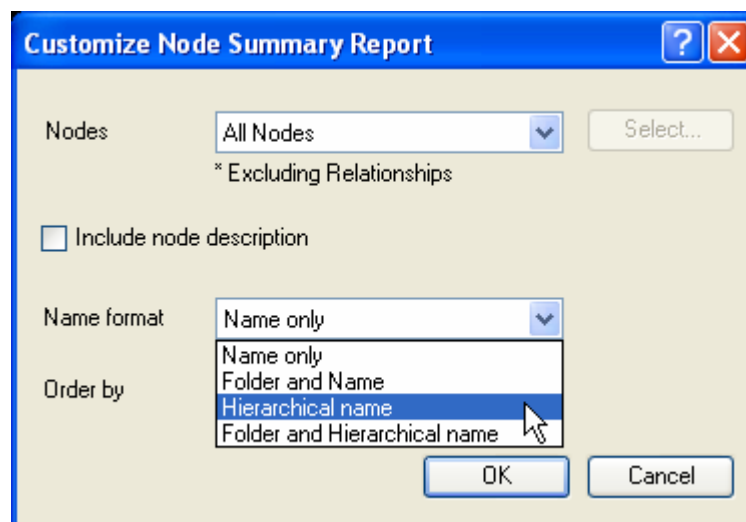 Customize Node Summary Report
Nodes
All Nodes
Select...
* Excluding Relationships
Include node description
Name format
Name only
Name only
Folder and Name
Order by
Hierarchical name
Folder and Hierarchical name
OK
Cancel